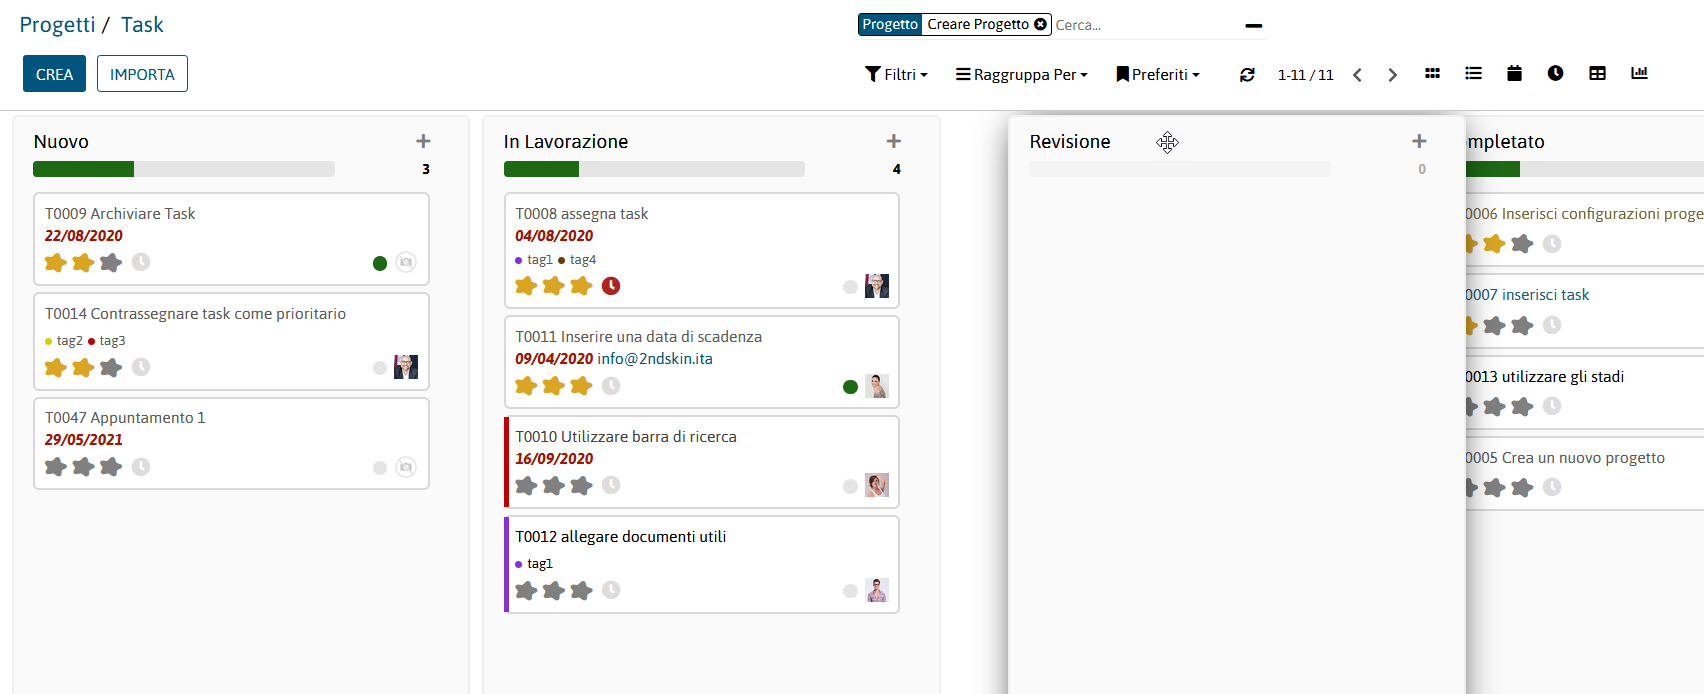 Progetti / Task
Progetto Creare Progetto Cerca...
CREA IMPORTA
Filtri Raggruppa Per Preferiti 1-11 / 11
Nuovo
3
T0009 Archiviare Task
22/08/2020
T0014 Contrassegnare task come prioritario
tag2 tag3
T0047 Appuntamento 1
29/05/2021
In Lavorazione
4
T0008 assegna task
04/08/2020
tag1 tag4
T0011 Inserire una data di scadenza
09/04/2020 info@2ndskin.ita
T0010 Utilizzare barra di ricerca
16/09/2020
T0012 allegare documenti utili
tag1
Revisione
0
mpletato
0006 Inserisci configurazioni proge
0007 inserisci task
0013 utilizzare gli stadi
0005 Crea un nuovo progetto